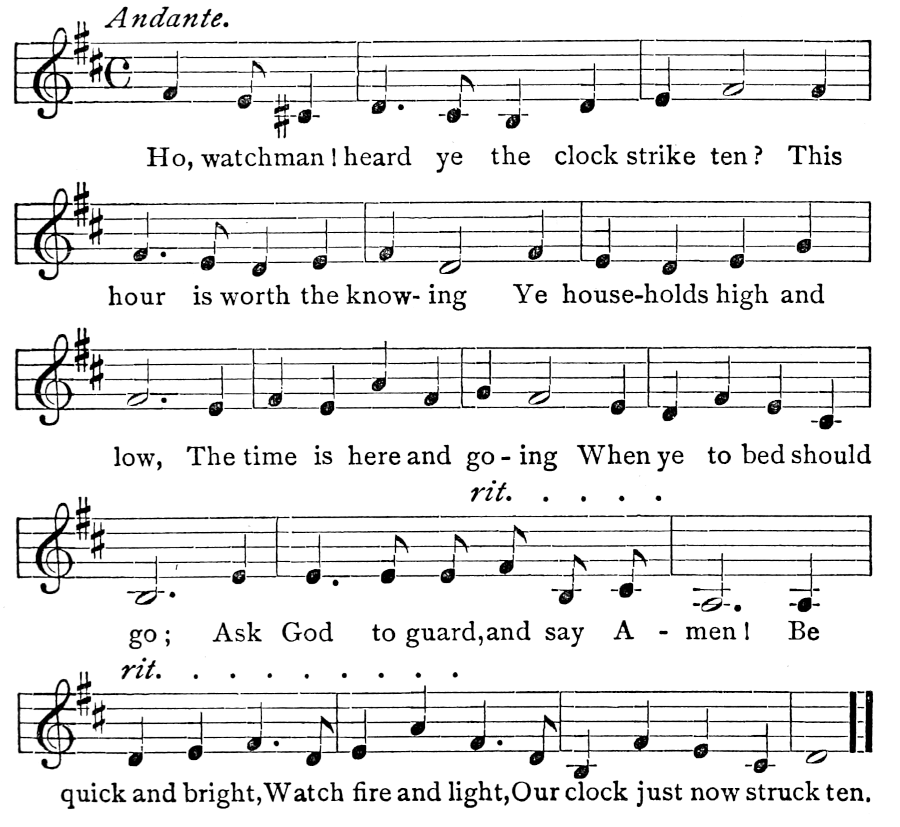 Andante.
Ho, watchman! heard ye the clock strike ten? This
hour is worth the know- ing Ye house-holds high and
low, The time is here and go - ing When ye to bed should
rit. . . . .
go; Ask God to guard, and say A - men! Be
rit. . . . . . . . .
quick and bright, Watch fire and light, Our clock just now struck ten.